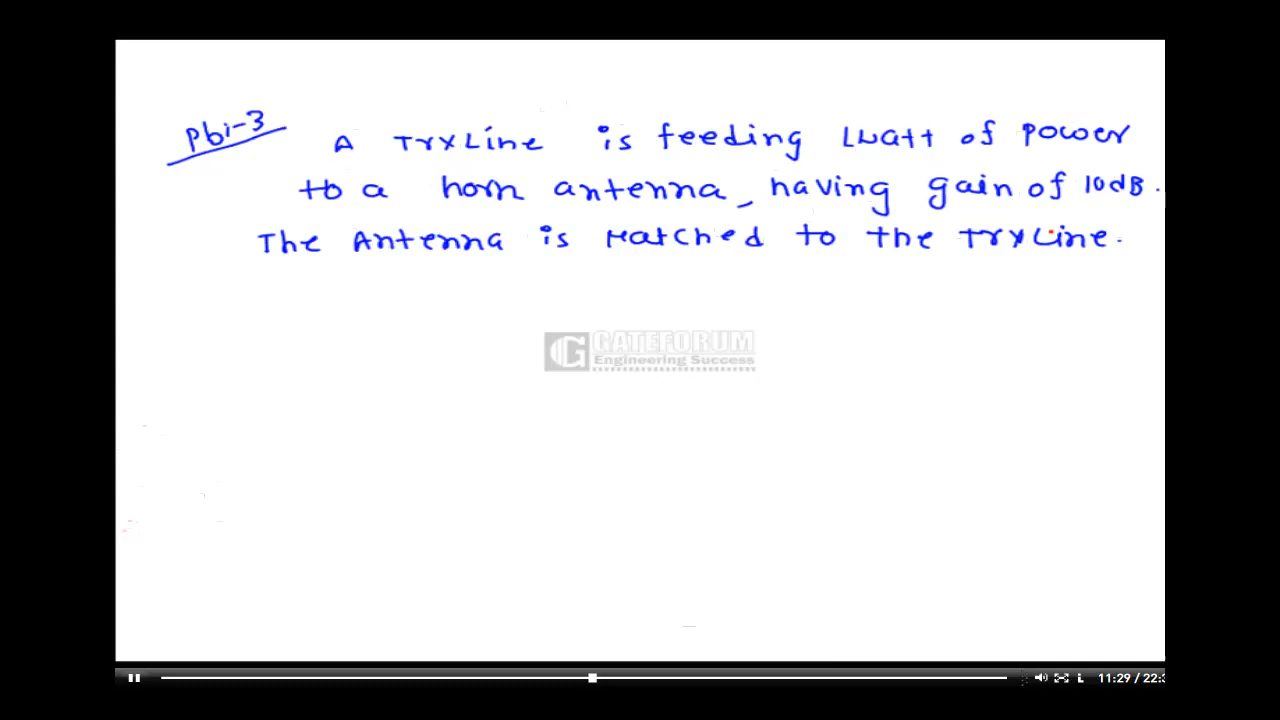 Pbi-3
A TrxLine is feeding 1watt of power
to a horn antenna, having gain of 10dB.
The Antenna is Matched to the TrxLine.
GATEFORUM
Engineering Success
11:29 / 22: